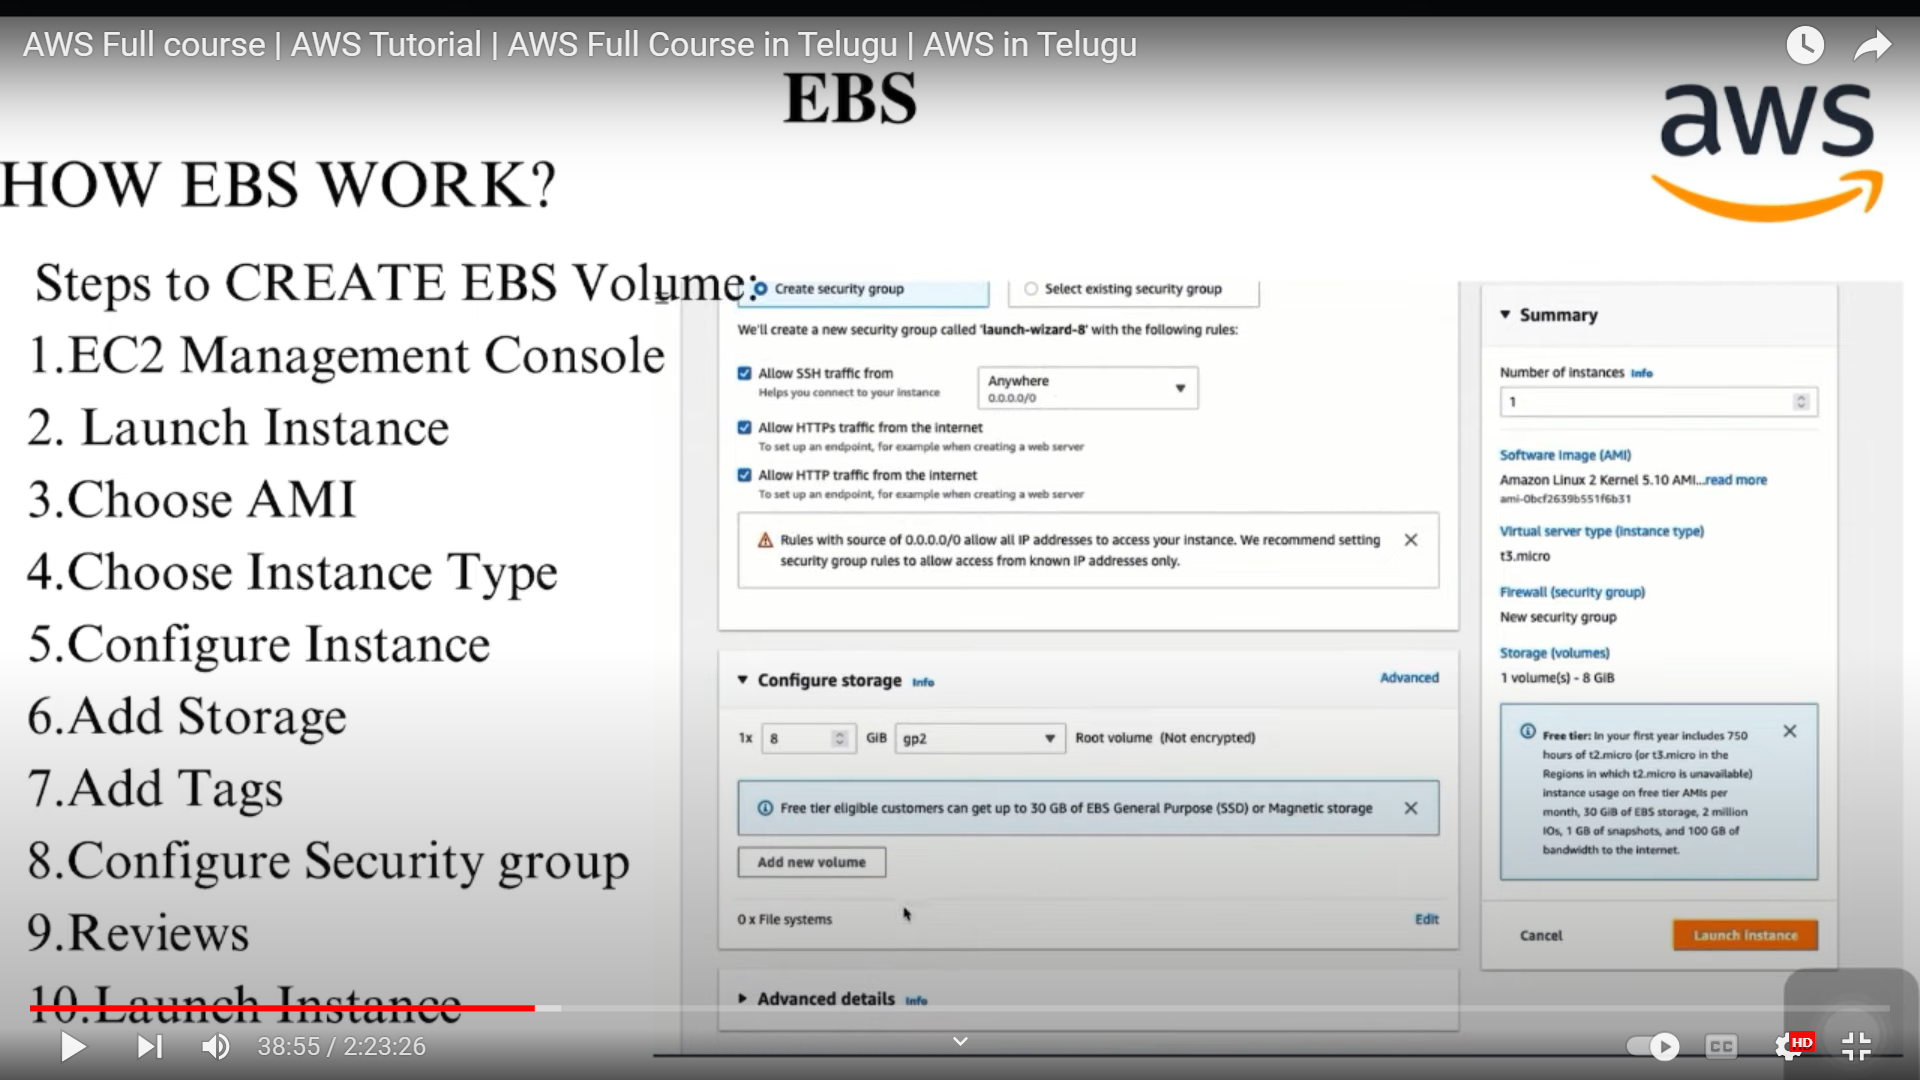 AWS Full course | AWS Tutorial | AWS Full Course in Telugu | AWS in Telugu
EBS
aws
HOW EBS WORK?
Steps to CREATE EBS Volume:
1.EC2 Management Console
2. Launch Instance
3.Choose AMI
4.Choose Instance Type
5.Configure Instance
6.Add Storage
7.Add Tags
8.Configure Security group
9.Reviews
10.Launch Instance
Create security group
Select existing security group
We'll create a new security group called 'launch-wizard-8' with the following rules:
Allow SSH traffic from
Helps you connect to your instance
Anywhere
0.0.0.0/0
Allow HTTPs traffic from the internet
To set up an endpoint, for example when creating a web server
Allow HTTP traffic from the internet
To set up an endpoint, for example when creating a web server
Rules with source of 0.0.0.0/0 allow all IP addresses to access your instance. We recommend setting
security group rules to allow access from known IP addresses only.
Configure storage Info
Advanced
1x 8 GiB gp2 Root volume (Not encrypted)
Free tier eligible customers can get up to 30 GB of EBS General Purpose (SSD) or Magnetic storage
Add new volume
0 x File systems
Edit
Advanced details Info
Summary
Number of instances Info
1
Software Image (AMI)
Amazon Linux 2 Kernel 5.10 AMI...read more
ami-0bcf2639b551f6b31
Virtual server type (instance type)
t3.micro
Firewall (security group)
New security group
Storage (volumes)
1 volume(s) - 8 GiB
Free tier: In your first year includes 750
hours of t2.micro (or t3.micro in the
Regions in which t2.micro is unavailable)
instance usage on free tier AMIs per
month, 30 GiB of EBS storage, 2 million
IOs, 1 GB of snapshots, and 100 GB of
bandwidth to the internet.
Cancel
Launch instance
38:55 / 2:23:26
CC
HD